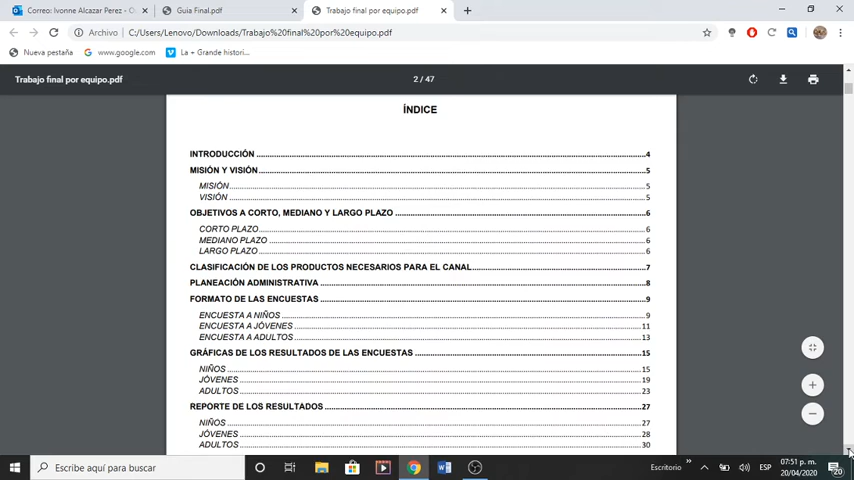 Correo: Ivonne Alcazar Perez - O
Guia Final.pdf
Trabajo final por equipo.pdf
Archivo
C:/Users/Lenovo/Downloads/Trabajo%20final%20por%20equipo.pdf
Nueva pestaña
www.google.com
La + Grande histori...
Trabajo final por equipo.pdf
2 / 47
ÍNDICE
INTRODUCCIÓN 4
MISIÓN Y VISIÓN 5
MISIÓN 5
VISIÓN 5
OBJETIVOS A CORTO, MEDIANO Y LARGO PLAZO 6
CORTO PLAZO 6
MEDIANO PLAZO 6
LARGO PLAZO 6
CLASIFICACIÓN DE LOS PRODUCTOS NECESARIOS PARA EL CANAL 7
PLANEACIÓN ADMINISTRATIVA 8
FORMATO DE LAS ENCUESTAS 9
ENCUESTA A NIÑOS 9
ENCUESTA A JÓVENES 11
ENCUESTA A ADULTOS 13
GRÁFICAS DE LOS RESULTADOS DE LAS ENCUESTAS 15
NIÑOS 15
JÓVENES 19
ADULTOS 23
REPORTE DE LOS RESULTADOS 27
NIÑOS 27
JÓVENES 28
ADULTOS 30
Escribe aquí para buscar
Escritorio
ESP
07:51 p. m.
20/04/2020
20